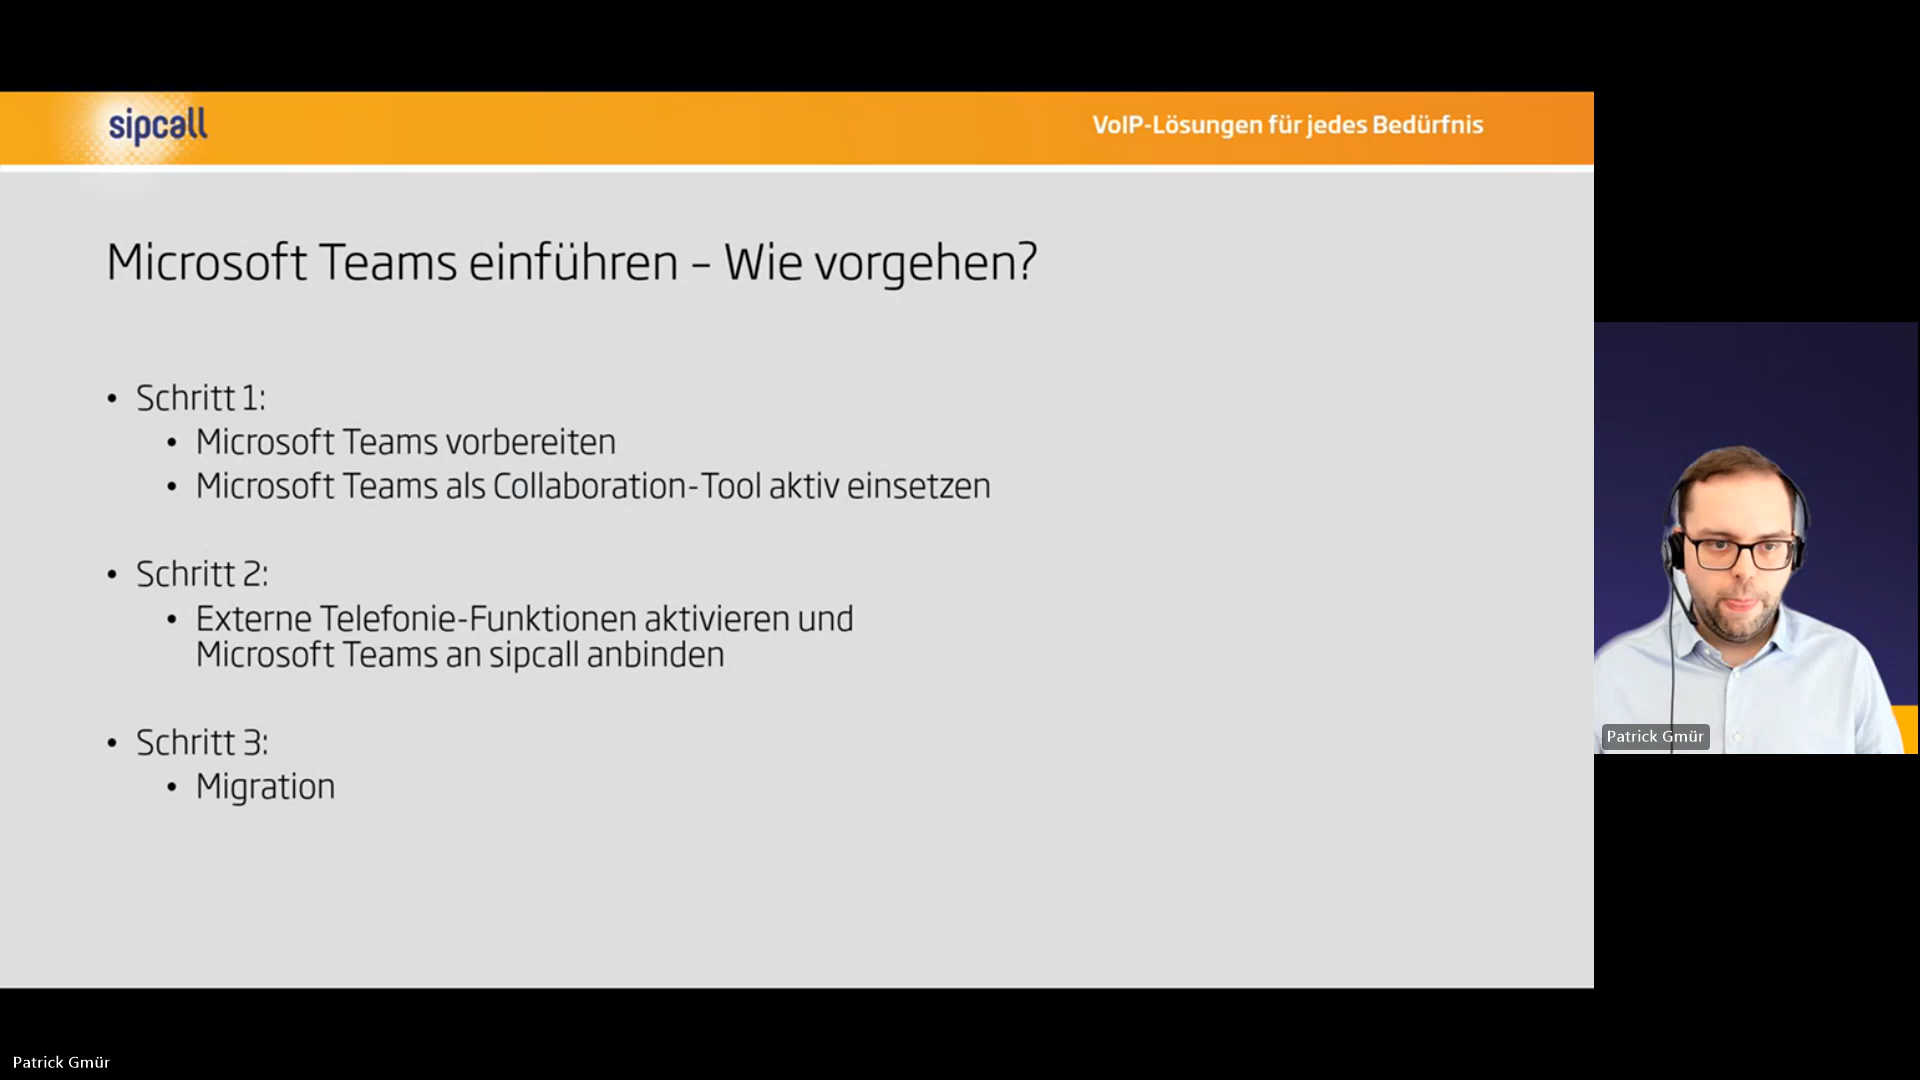 sipcall
VoIP-Lösungen für jedes Bedürfnis
Microsoft Teams einführen – Wie vorgehen?
• Schritt 1:
• Microsoft Teams vorbereiten
• Microsoft Teams als Collaboration-Tool aktiv einsetzen
• Schritt 2:
• Externe Telefonie-Funktionen aktivieren und
Microsoft Teams an sipcall anbinden
• Schritt 3:
• Migration
Patrick Gmür
Patrick Gmür